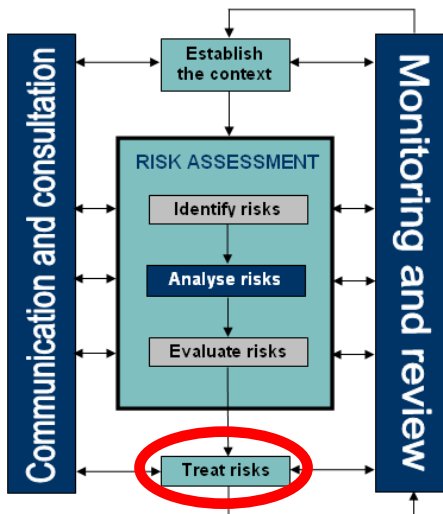 Communication and consultation
Establish
the context
RISK ASSESSMENT
Identify risks
Analyse risks
Evaluate risks
Treat risks
Monitoring and review